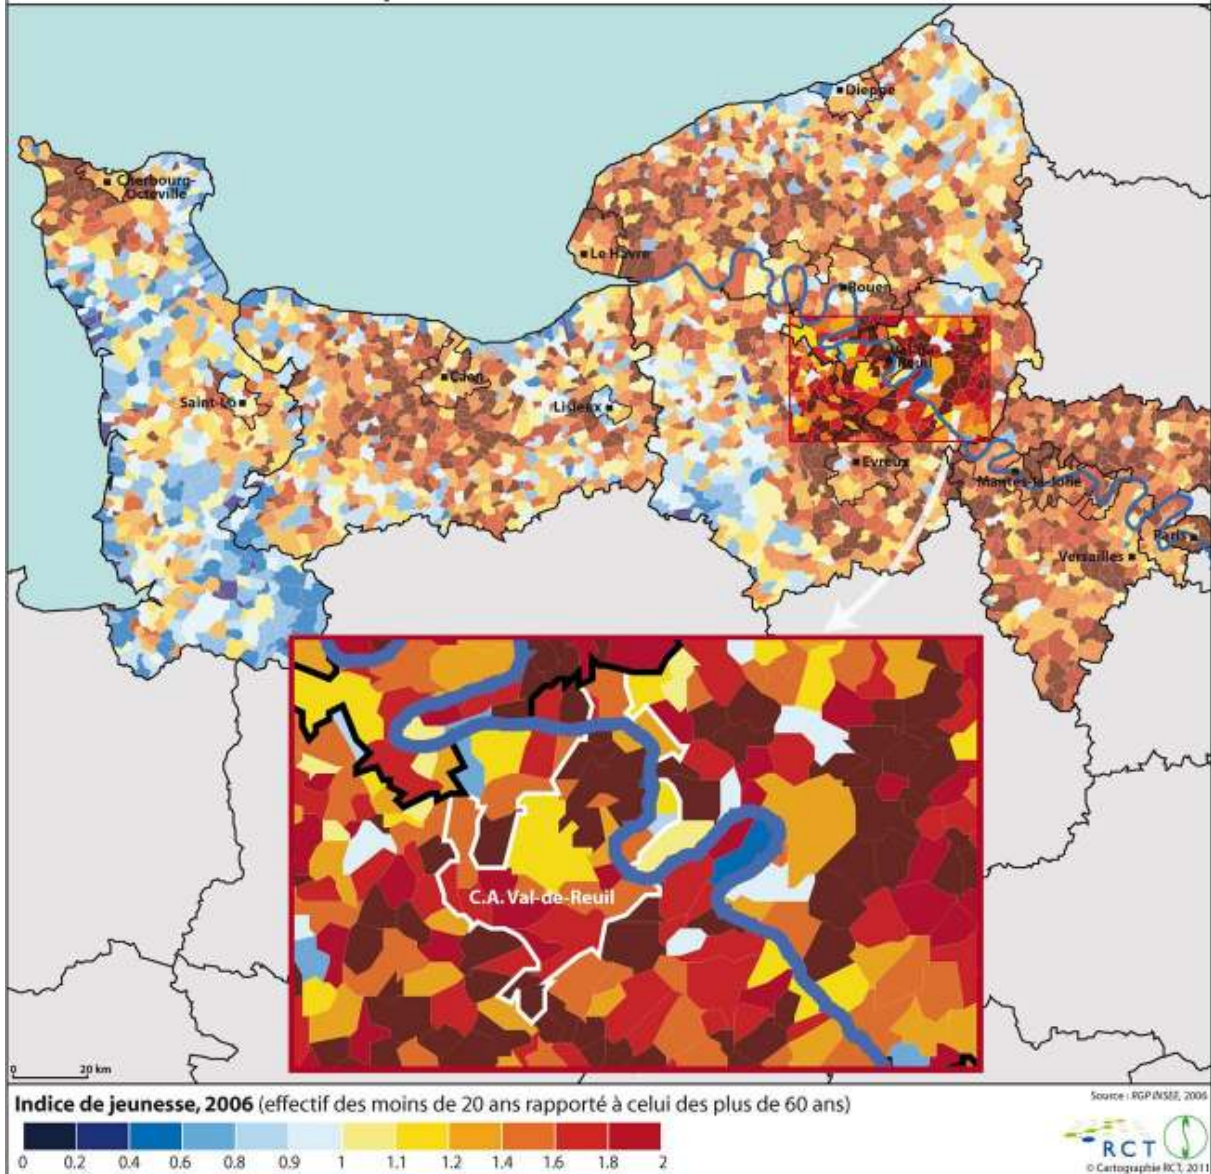 Dieppe
Cherbourg-
Octeville
Le Havre
Rouen
Reuil
Caen
Saint-Lô
Lisieux
Evreux
Mantes-la-Jolie
Paris
Versailles
C.A. Val-de-Reuil
0 20 km
Indice de jeunesse, 2006 (effectif des moins de 20 ans rapporté à celui des plus de 60 ans)
0 0.2 0.4 0.6 0.8 0.9 1 1.1 1.2 1.4 1.6 1.8 2
Source : RGP INSEE, 2006
RCT
© Cartographie RCT, 2011